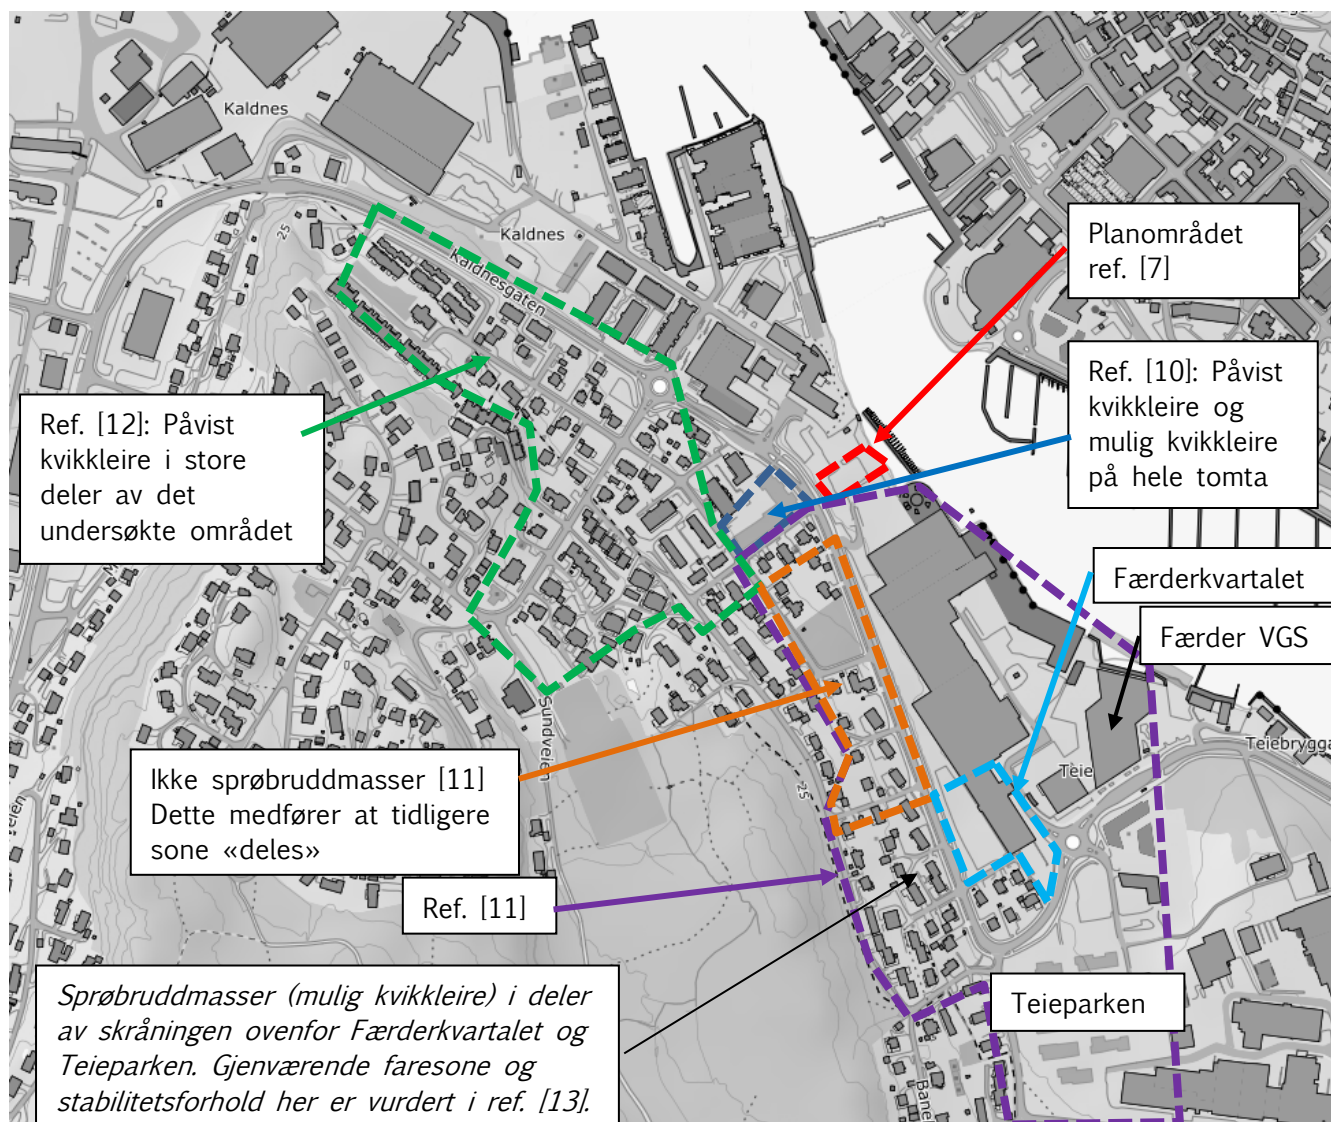 Kaldnes
Kaldnes
Kaldnesgaten
25
Planområdet
ref. [7]
Ref. [10]: Påvist
kvikkleire og
mulig kvikkleire
på hele tomta
Ref. [12]: Påvist
kvikkleire i store
deler av det
undersøkte området
Færderkvartalet
Færder VGS
Teiebrygga
Teie
Sundveien
25
Ikke sprøbruddmasser [11]
Dette medfører at tidligere
sone «deles»
Ref. [11]
Sprøbruddmasser (mulig kvikkleire) i deler
av skråningen ovenfor Færderkvartalet og
Teieparken. Gjenværende faresone og
stabilitetsforhold her er vurdert i ref. [13].
Teieparken
Banel